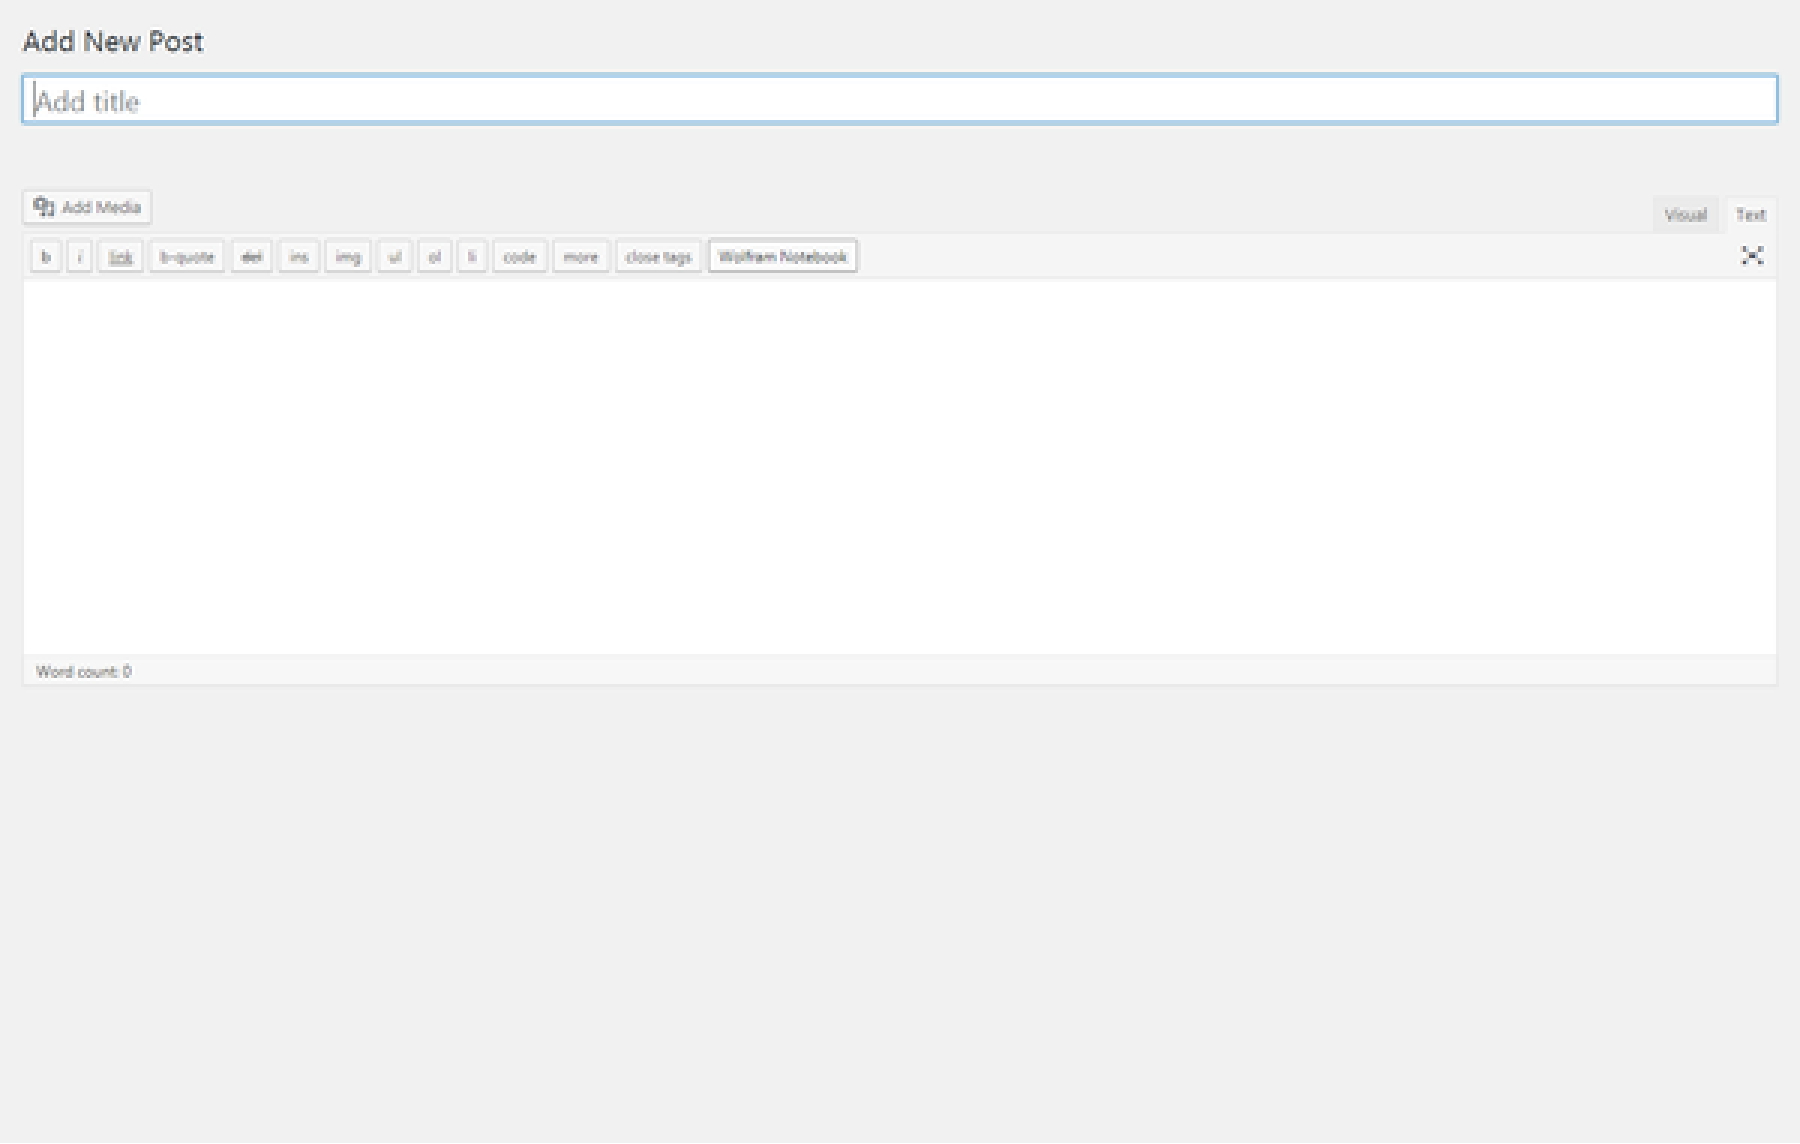 Add New Post
Add title
Add Media
Visual Text
b i link b-quote del ins img ul ol li code more close tags Wolfram Notebook
Word count: 0